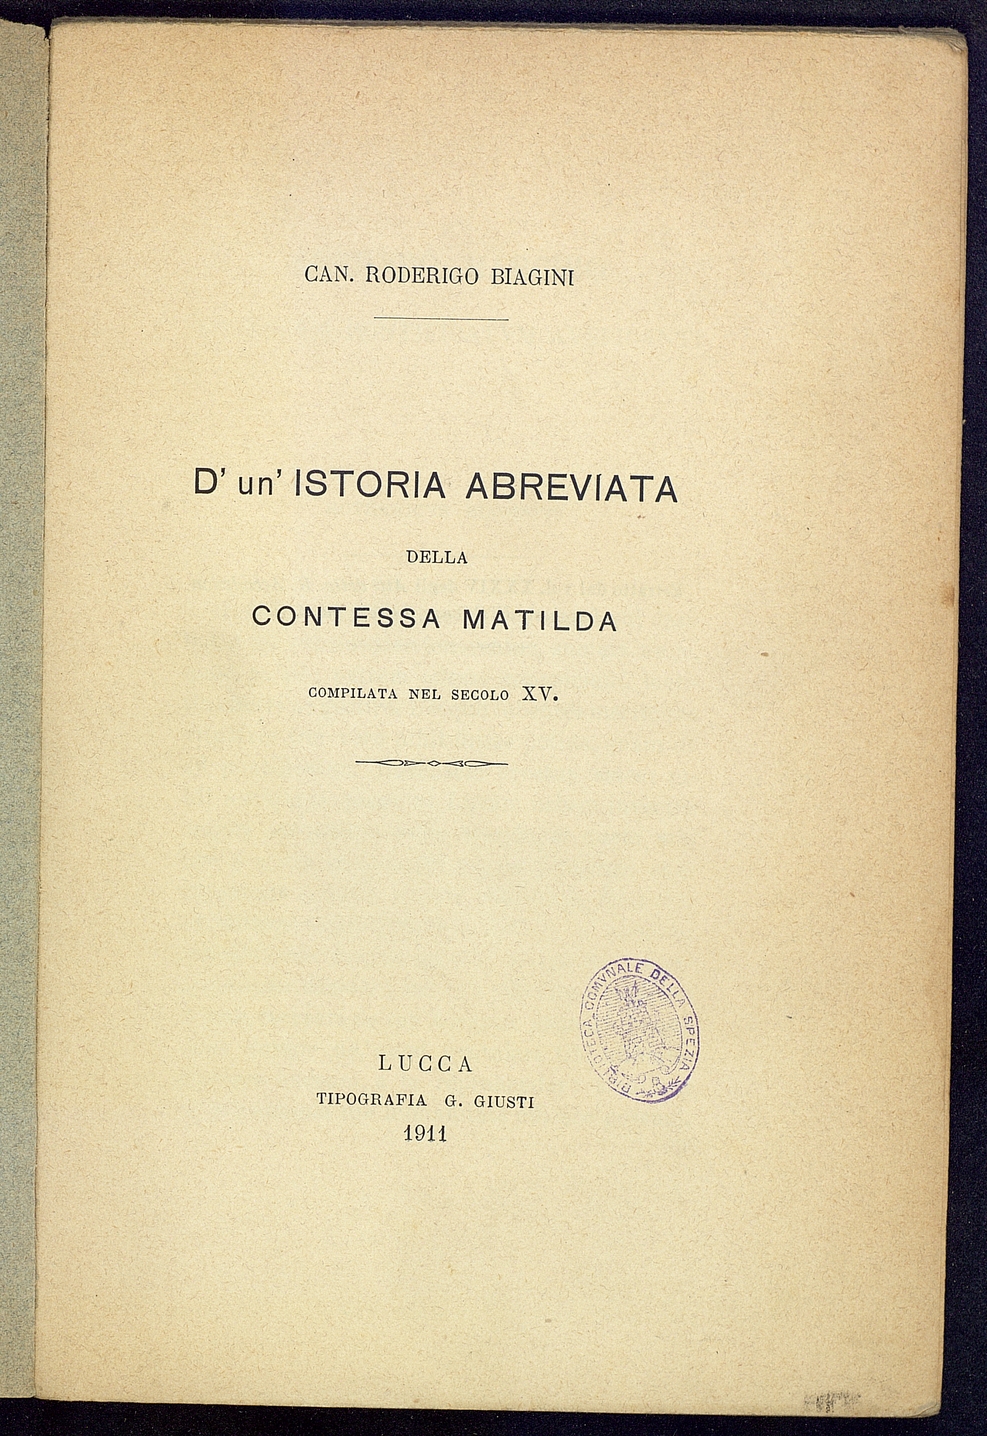 CAN. RODERIGO BIAGINI
D' un' ISTORIA ABREVIATA
DELLA
CONTESSA MATILDA
COMPILATA NEL SECOLO XV.
BIBLIOTECA COMVNALE DELLA SPEZIA
LUCCA
TIPOGRAFIA G. GIUSTI
1911